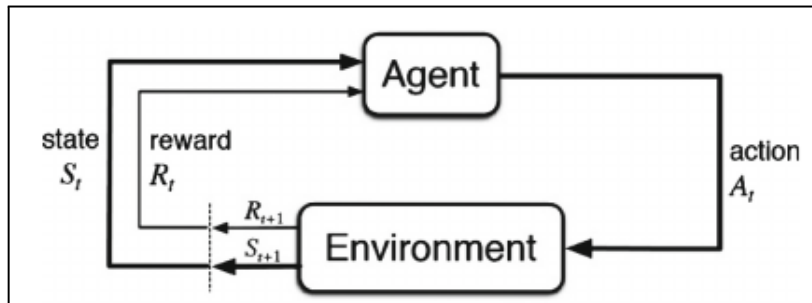 Agent
state
S_t
reward
R_t
action
A_t
R_{t+1}
S_{t+1}
Environment